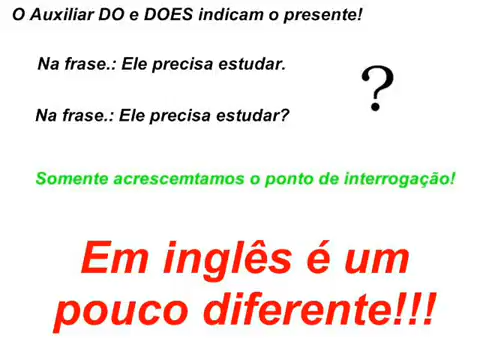 O Auxiliar DO e DOES indicam o presente!
Na frase.: Ele precisa estudar.
?
Na frase.: Ele precisa estudar?
Somente acrescemtamos o ponto de interrogação!
Em inglês é um
pouco diferente!!!